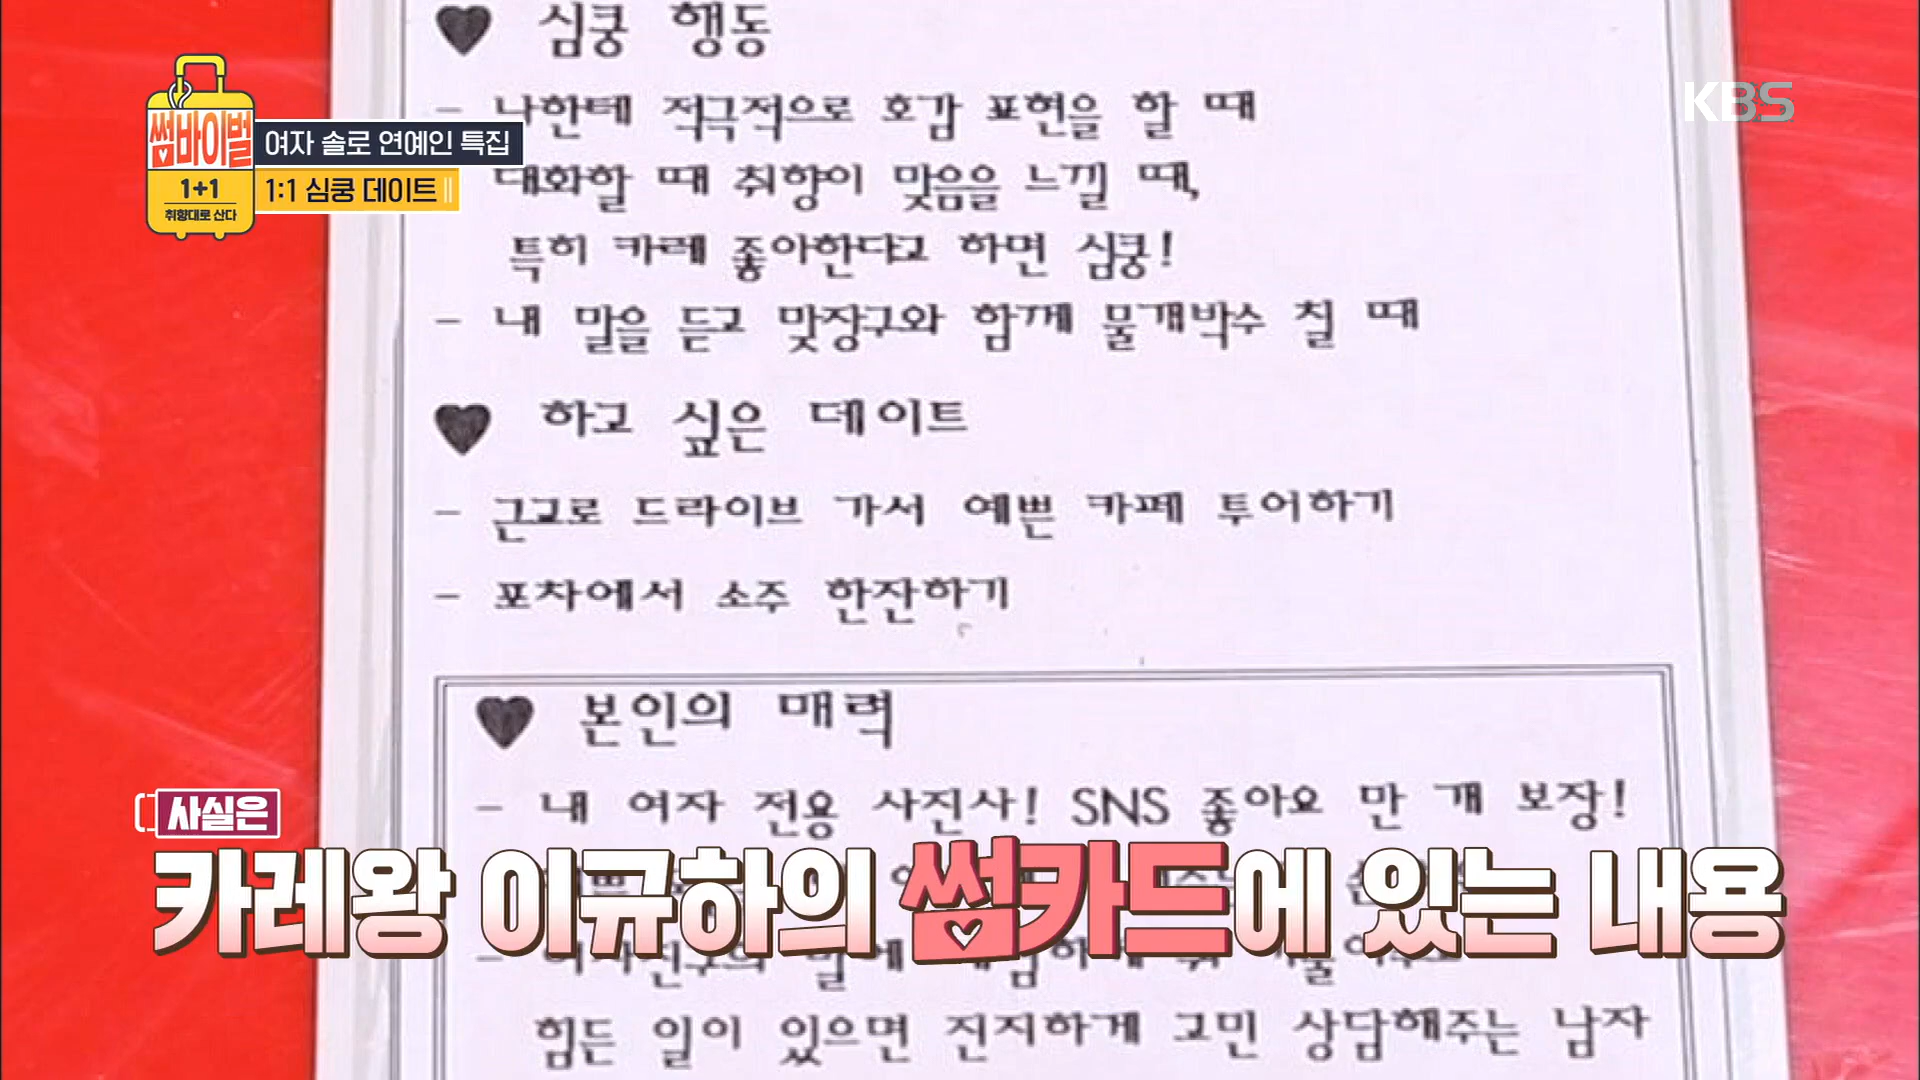 ♥ 심쿵 행동
- 나한테 적극적으로 호감 표현을 할 때
대화할 때 취향이 맞음을 느낄 때,
특히 카레 좋아한다고 하면 심쿵!
- 내 말을 듣고 맞장구와 함께 물개박수 칠 때
♥ 하고 싶은 데이트
- 근교로 드라이브 가서 예쁜 카페 투어하기
- 포차에서 소주 한잔하기
♥ 본인의 매력
- 내 여자 전용 사진사! SNS 좋아요 만 개 보장!
힘든 일이 있으면 진지하게 고민 상담해주는 남자
썸바이벌
1+1
취향대로 산다
여자 솔로 연예인 특집
1:1 심쿵 데이트
KBS
사실은
카레왕 이규하의 썸카드에 있는 내용